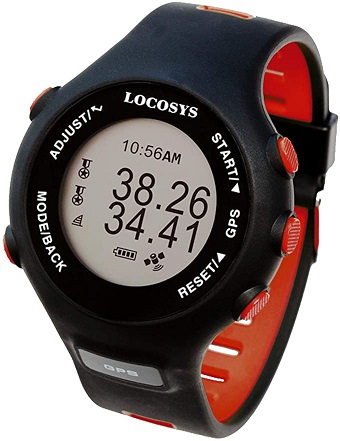 LOCOSYS
ADJUST/
START/▲
10:56AM
38.26
34.41
MODE/BACK
GPS
RESET/▲
GPS